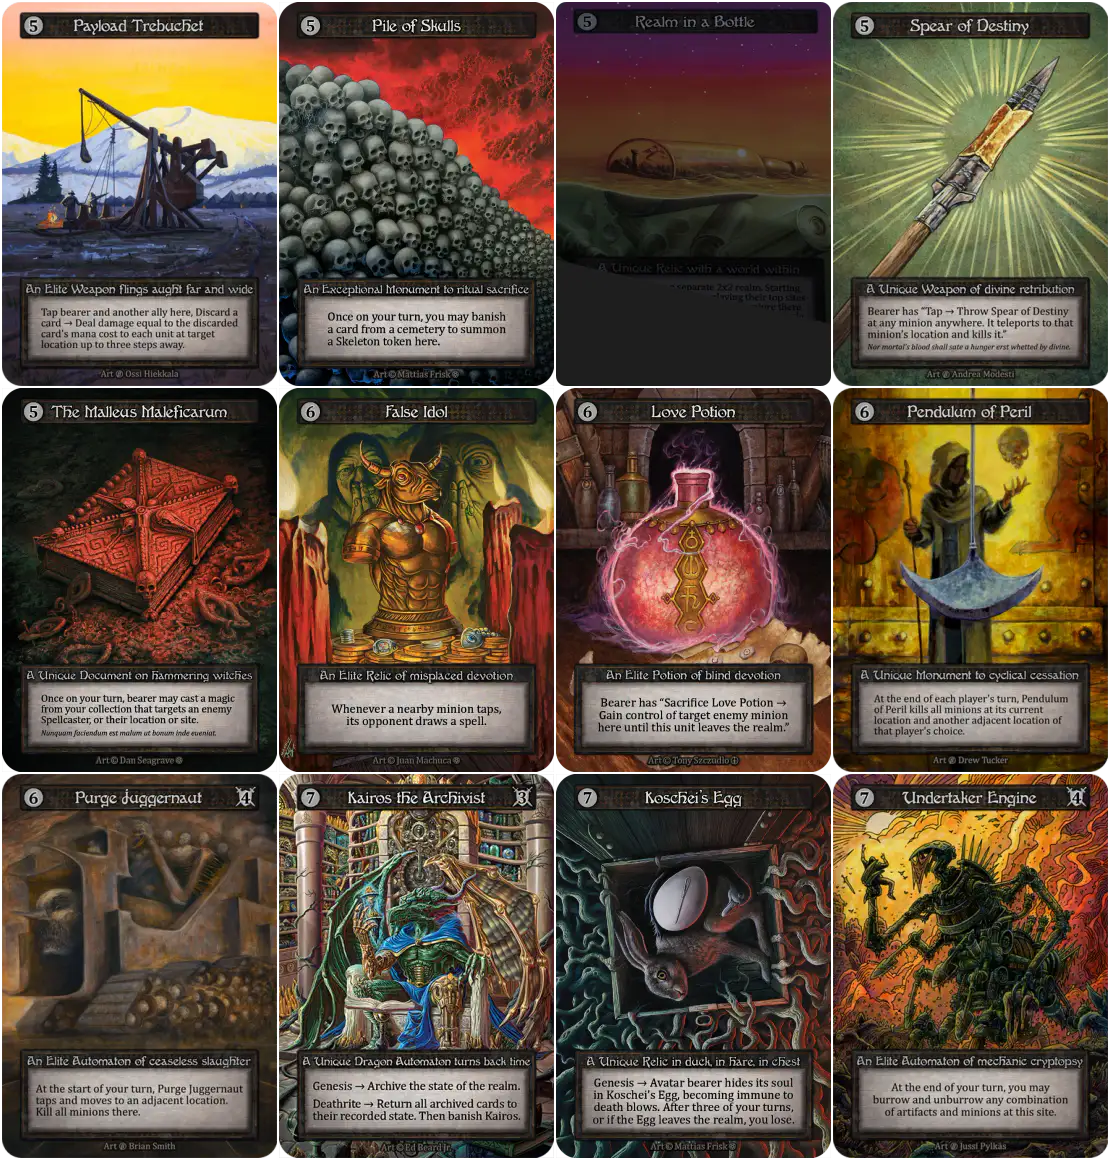 5 Payload Trebuchet
An Elite Weapon flings aught far and wide
Tap bearer and another ally here, Discard a
card → Deal damage equal to the discarded
card's mana cost to each unit at target
location up to three steps away.
Art @ Ossi Hiekkala
5 Pile of Skulls
An Exceptional Monument to ritual sacrifice
Once on your turn, you may banish
a card from a cemetery to summon
a Skeleton token here.
Art © Mattias Frisk
5 Realm in a Bottle
A Unique Relic with a world within
separate 2x2 realm. Starting,
playing their top sites
there
5 Spear of Destiny
A Unique Weapon of divine retribution
Bearer has “Tap → Throw Spear of Destiny
at any minion anywhere. It teleports to that
minion's location and kills it.”
Nor mortal's blood shall sate a hunger erst whetted by divine.
Art @ Andrea Modesti
5 The Malleus Maleficarum
A Unique Document on hammering witches
Once on your turn, bearer may cast a magic
from your collection that targets an enemy
Spellcaster, or their location or site.
Nunquam faciendum est malum at bonum inde eveniat.
Art © Dan Seagrave
6 False Idol
An Elite Relic of misplaced devotion
Whenever a nearby minion taps,
its opponent draws a spell.
Art © Juan Machuca
6 Love Potion
An Elite Potion of blind devotion
Bearer has “Sacrifice Love Potion →
Gain control of target enemy minion
here until this unit leaves the realm.”
Art © Tony Szczudlo
6 Pendulum of Peril
A Unique Monument to cyclical cessation
At the end of each player's turn, Pendulum
of Peril kills all minions at its current
location and another adjacent location of
that player's choice.
Art @ Drew Tucker
6 Purge Juggernaut 4
An Elite Automaton of ceaseless slaughter
At the start of your turn, Purge Juggernaut
taps and moves to an adjacent location.
Kill all minions there.
Art @ Brian Smith
7 Kairos the Archivist 3
A Unique Dragon Automaton turns back time
Genesis → Archive the state of the realm.
Deathrite → Return all archived cards to
their recorded state. Then banish Kairos.
Art © Ed Beard Jr.
7 Koschei's Egg
A Unique Relic in duck, in hare, in chest
Genesis → Avatar bearer hides its soul
in Koschei's Egg, becoming immune to
death blows. After three of your turns,
or if the Egg leaves the realm, you lose.
Art © Mattias Frisk
7 Undertaker Engine 4
An Elite Automaton of mechanic cryptopsy
At the end of your turn, you may
burrow and unburrow any combination
of artifacts and minions at this site.
Art @ Jussi Pylkäs